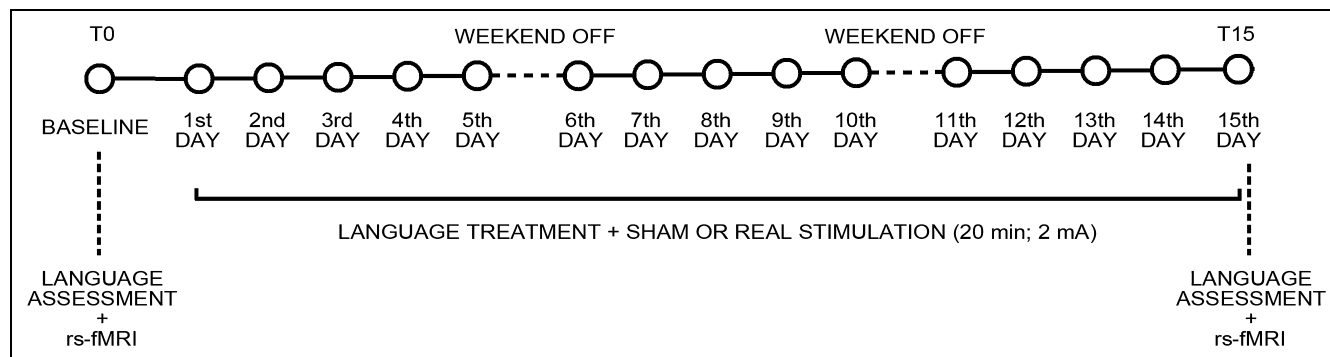 T0
WEEKEND OFF
WEEKEND OFF
T15
BASELINE
1st
DAY
2nd
DAY
3rd
DAY
4th
DAY
5th
DAY
6th
DAY
7th
DAY
8th
DAY
9th
DAY
10th
DAY
11th
DAY
12th
DAY
13th
DAY
14th
DAY
15th
DAY
LANGUAGE TREATMENT + SHAM OR REAL STIMULATION (20 min; 2 mA)
LANGUAGE
ASSESSMENT
+
rs-fMRI
LANGUAGE
ASSESSMENT
+
rs-fMRI